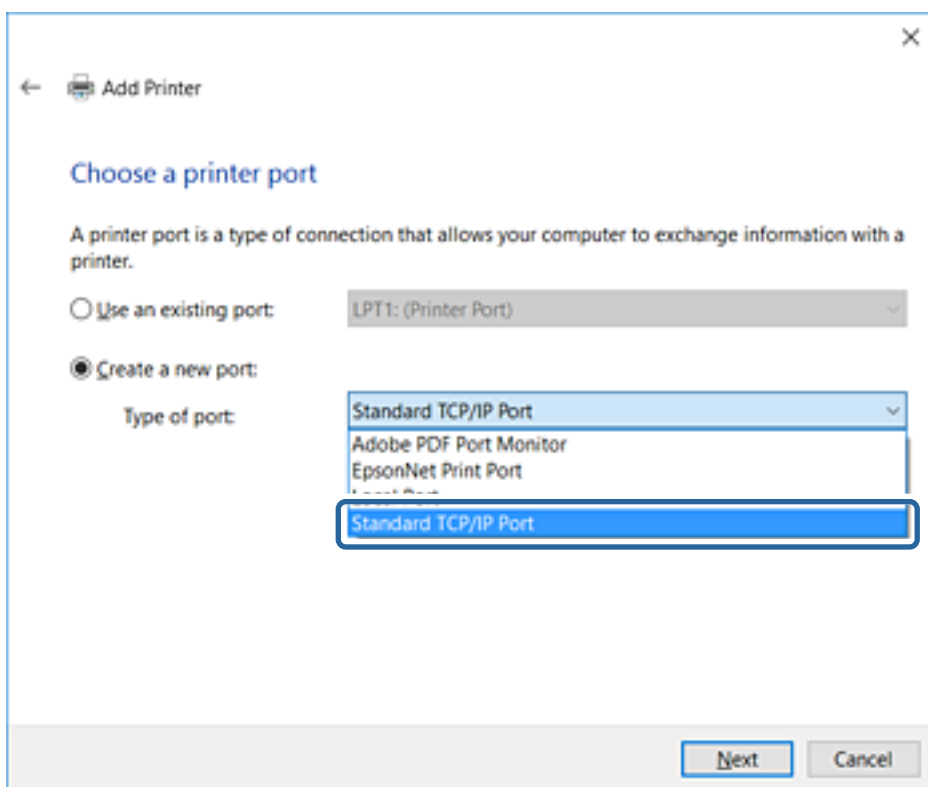 Add Printer
Choose a printer port
A printer port is a type of connection that allows your computer to exchange information with a
printer.
Use an existing port:
LPT1: (Printer Port)
Create a new port:
Type of port:
Standard TCP/IP Port
Adobe PDF Port Monitor
EpsonNet Print Port
Local Port
Standard TCP/IP Port
Next
Cancel